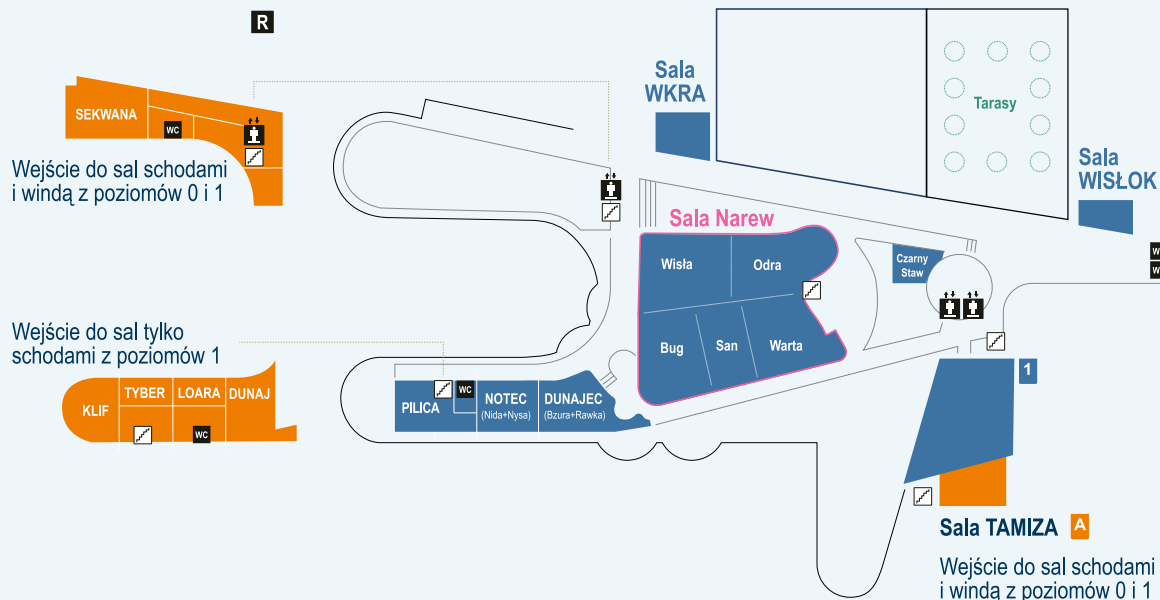 R
SEKWANA
WC
Wejście do sal schodami
i windą z poziomów 0 i 1
Sala
WKRA
Tarasy
Sala
WISŁOK
Sala Narew
Wisła
Odra
Bug
San
Warta
Czarny
Staw
Wejście do sal tylko
schodami z poziomów 1
KLIF
TYBER
LOARA
DUNAJ
WC
PILICA
WC
NOTEC
(Nida+Nysa)
DUNAJEC
(Bzura+Rawka)
1
Sala TAMIZA
A
Wejście do sal schodami
i windą z poziomów 0 i 1